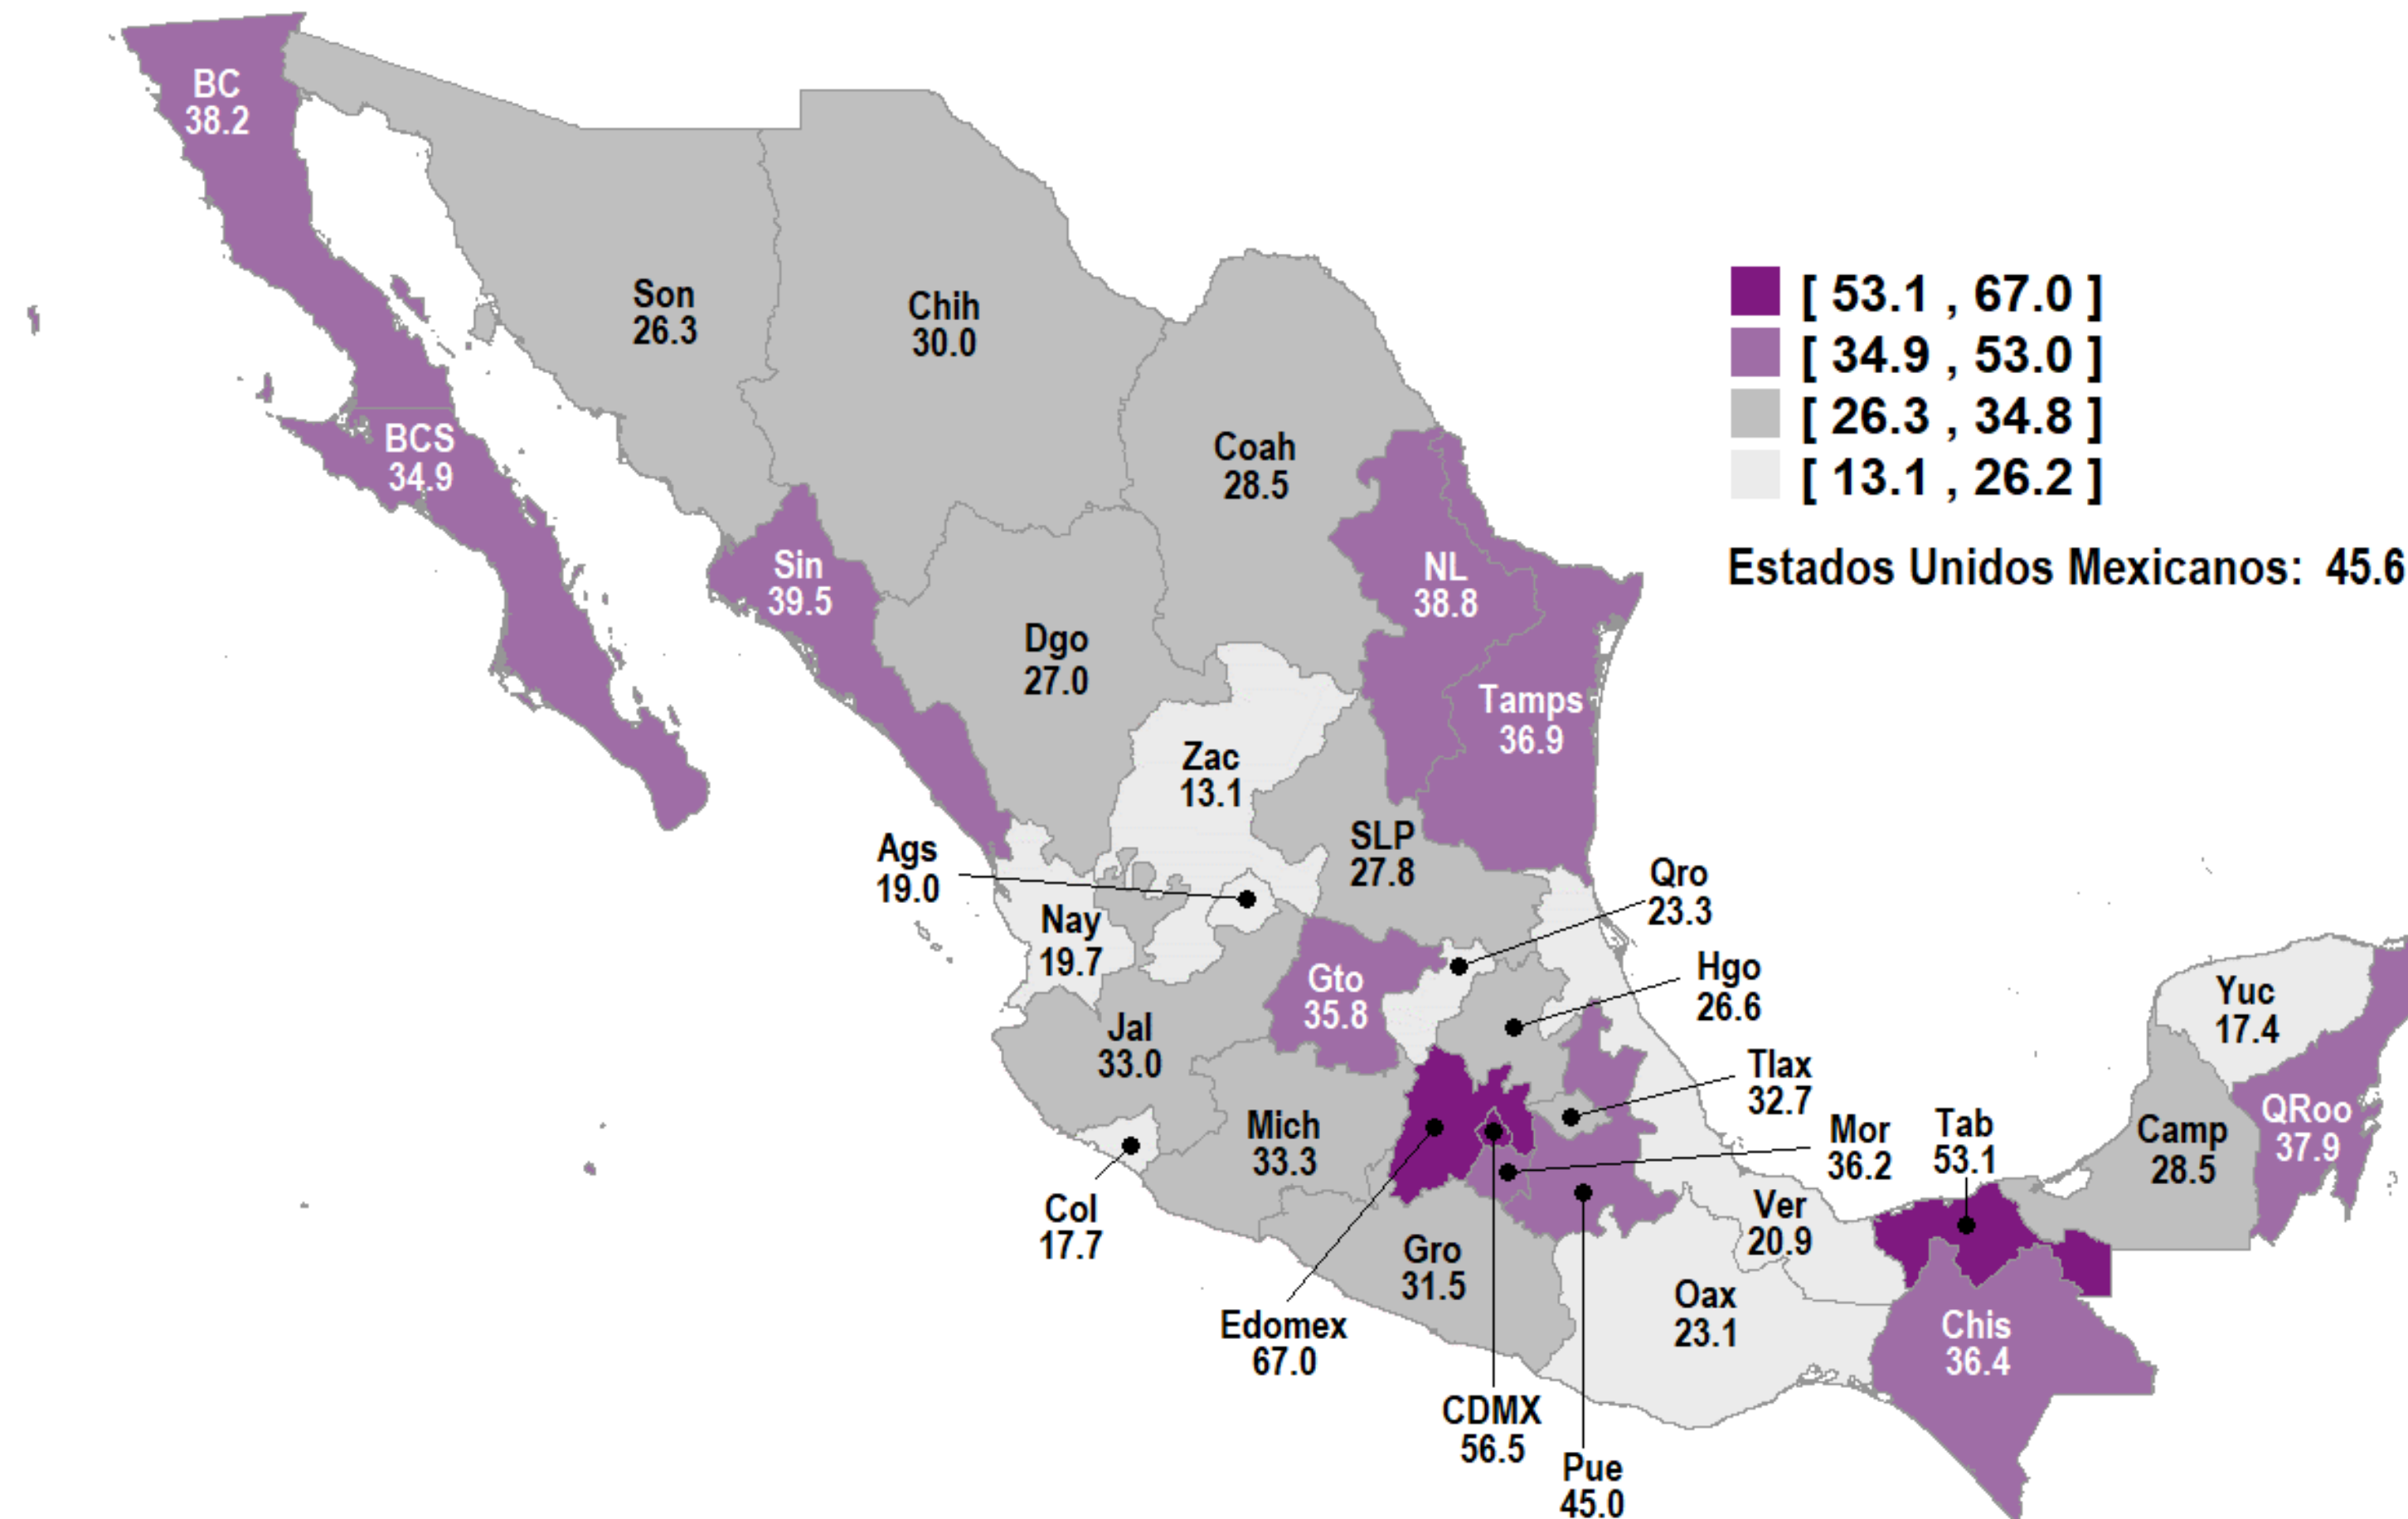 BC
38.2
Son
26.3
Chih
30.0
[ 53.1 , 67.0 ]
[ 34.9 , 53.0 ]
[ 26.3 , 34.8 ]
[ 13.1 , 26.2 ]
Estados Unidos Mexicanos: 45.6
BCS
34.9
Coah
28.5
Sin
39.5
NL
38.8
Dgo
27.0
Tamps
36.9
Zac
13.1
SLP
27.8
Ags
19.0
Qro
23.3
Nay
19.7
Gto
35.8
Hgo
26.6
Yuc
17.4
Jal
33.0
Tlax
32.7
Mich
33.3
Mor
36.2
Tab
53.1
Camp
28.5
QRoo
37.9
Col
17.7
Ver
20.9
Gro
31.5
Oax
23.1
Edomex
67.0
Chis
36.4
CDMX
56.5
Pue
45.0